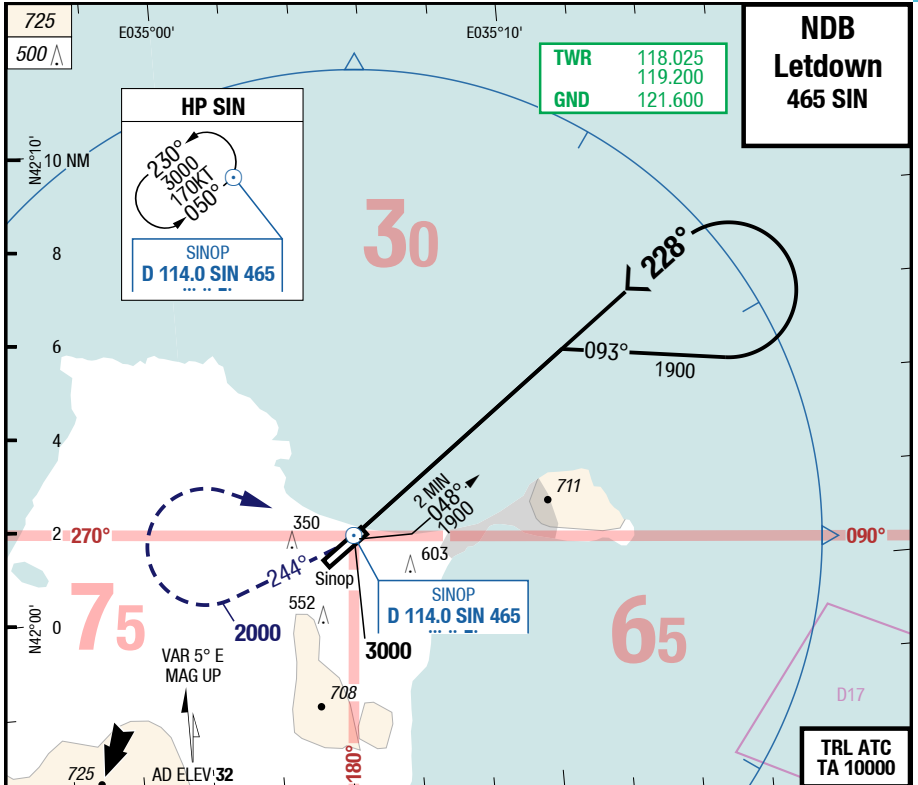 725
500
E035°00'
E035°10'
TWR 118.025
119.200
GND 121.600
NDB
Letdown
465 SIN
HP SIN
230°
3000
170KT
050°
SINOP
D 114.0 SIN 465
N42°10'
10 NM
8
6
4
2
0
N42°00'
30
228°
093°
1900
2 MIN
048°
1900
711
350
270°
090°
603
244°
Sinop
552
2000
3000
SINOP
D 114.0 SIN 465
75
65
VAR 5° E
MAG UP
708
D17
180°
725
AD ELEV 32
TRL ATC
TA 10000